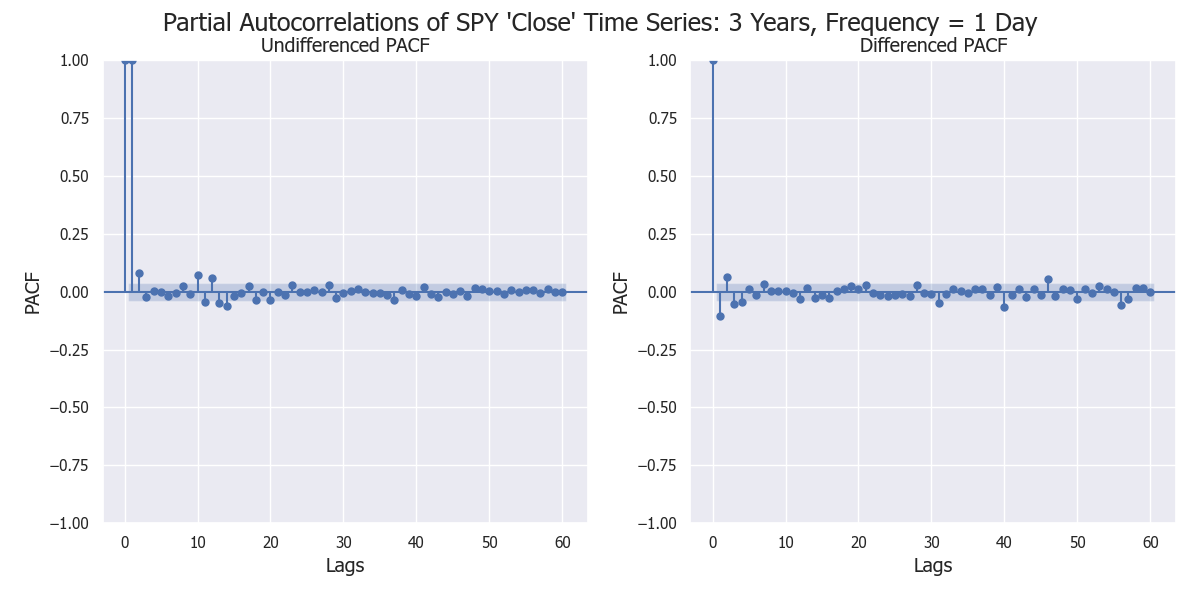 Partial Autocorrelations of SPY 'Close' Time Series: 3 Years, Frequency = 1 Day
Undifferenced PACF
1.00
0.75
0.50
0.25
0.00
−0.25
−0.50
−0.75
−1.00
PACF
0 10 20 30 40 50 60
Lags
Differenced PACF
1.00
0.75
0.50
0.25
0.00
−0.25
−0.50
−0.75
−1.00
PACF
0 10 20 30 40 50 60
Lags